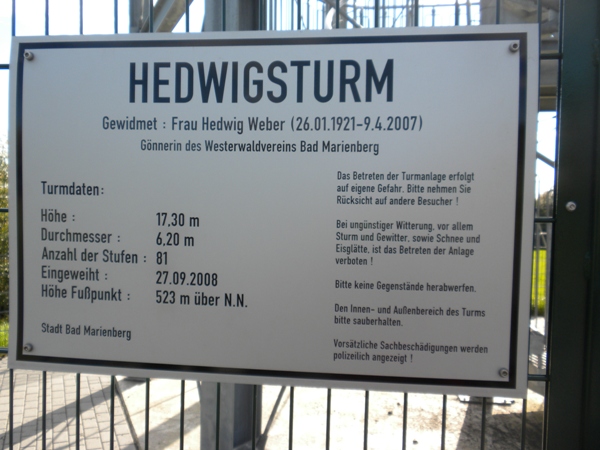 HEDWIGSTURM
Gewidmet : Frau Hedwig Weber (26.01.1921-9.4.2007)
Gönnerin des Westerwaldvereins Bad Marienberg
Turmdaten:
Höhe : 17,30 m
Durchmesser : 6,20 m
Anzahl der Stufen : 81
Eingeweiht : 27.09.2008
Höhe Fußpunkt : 523 m über N.N.
Stadt Bad Marienberg
Das Betreten der Turmanlage erfolgt
auf eigene Gefahr. Bitte nehmen Sie
Rücksicht auf andere Besucher !
Bei ungünstiger Witterung, vor allem
Sturm und Gewitter, sowie Schnee und
Eisglätte, ist das Betreten der Anlage
verboten !
Bitte keine Gegenstände herabwerfen.
Den Innen- und Außenbereich des Turms
bitte sauberhalten.
Vorsätzliche Sachbeschädigungen werden
polizeilich angezeigt !